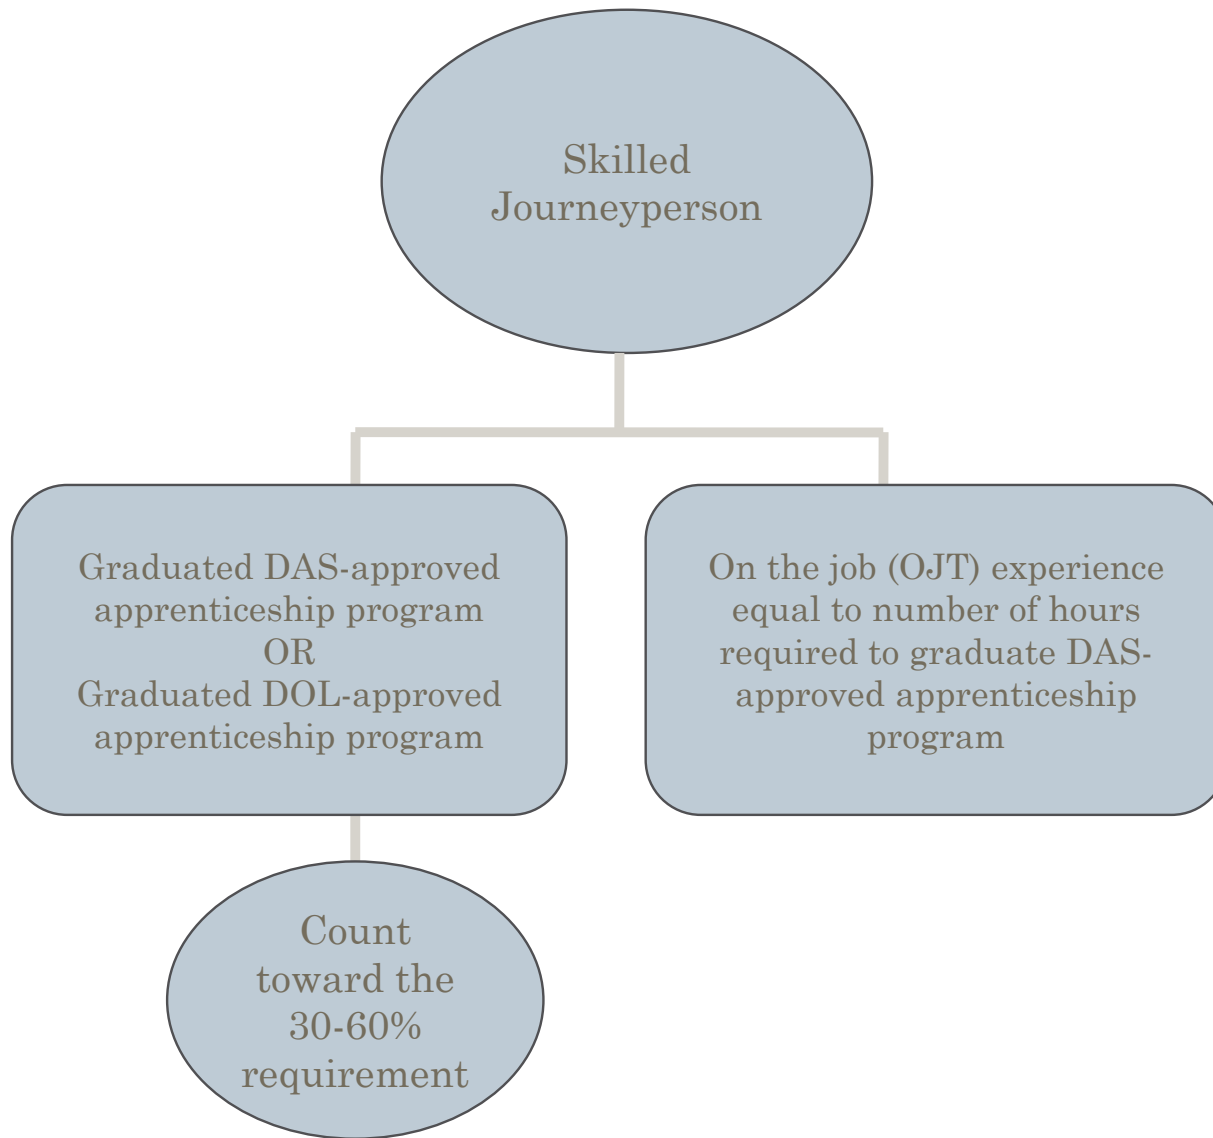 Skilled
Journeyperson
Graduated DAS-approved
apprenticeship program
OR
Graduated DOL-approved
apprenticeship program
On the job (OJT) experience
equal to number of hours
required to graduate DAS-
approved apprenticeship
program
Count
toward the
30-60%
requirement